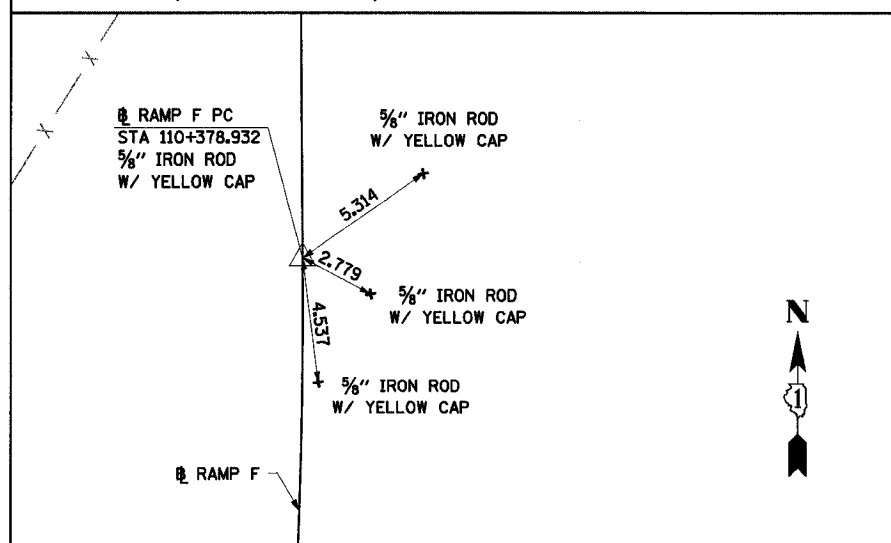 ℄ RAMP F PC
STA 110+378.932
5/8" IRON ROD
W/ YELLOW CAP
5/8" IRON ROD
W/ YELLOW CAP
5.314
2.779
4.537
5/8" IRON ROD
W/ YELLOW CAP
5/8" IRON ROD
W/ YELLOW CAP
℄ RAMP F
N
1
X
X